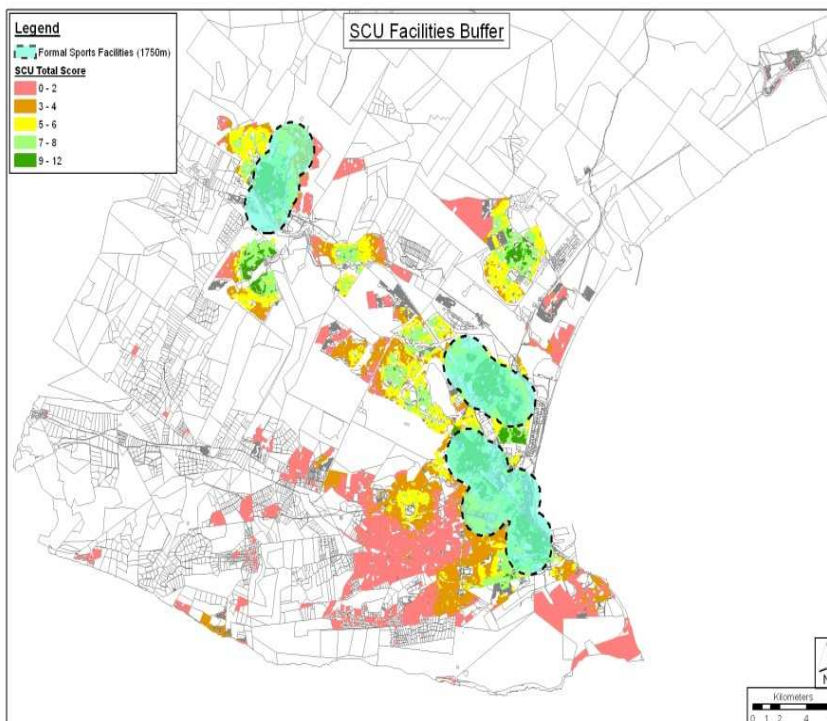 SCU Facilities Buffer
Legend
Formal Sports Facilities (1750m)
SCU Total Score
0 - 2
3 - 4
5 - 6
7 - 8
9 - 12
N
Kilometers
0 1 2 4